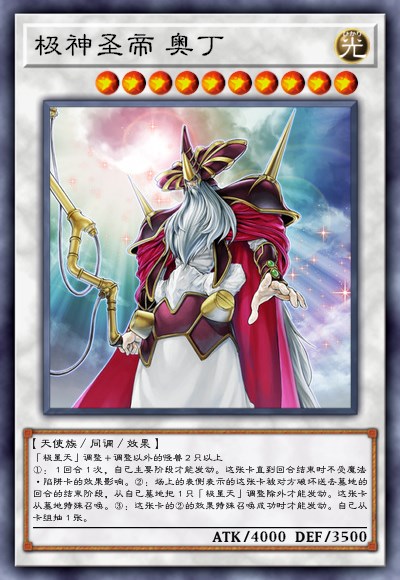 极神圣帝 奥丁
ひかり
光
【天使族/同调/效果】
「极星天」调整＋调整以外的怪兽２只以上
①：１回合１次，自己主要阶段才能发动。这张卡直到回合结束时不受魔法
·陷阱卡的效果影响。②：场上的表侧表示的这张卡被对方破坏送去墓地的
回合的结束阶段，从自己墓地把１只「极星天」调整除外才能发动。这张卡
从墓地特殊召唤。③：这张卡的②的效果特殊召唤成功时才能发动。自己从
卡组抽１张。
ATK/4000 DEF/3500